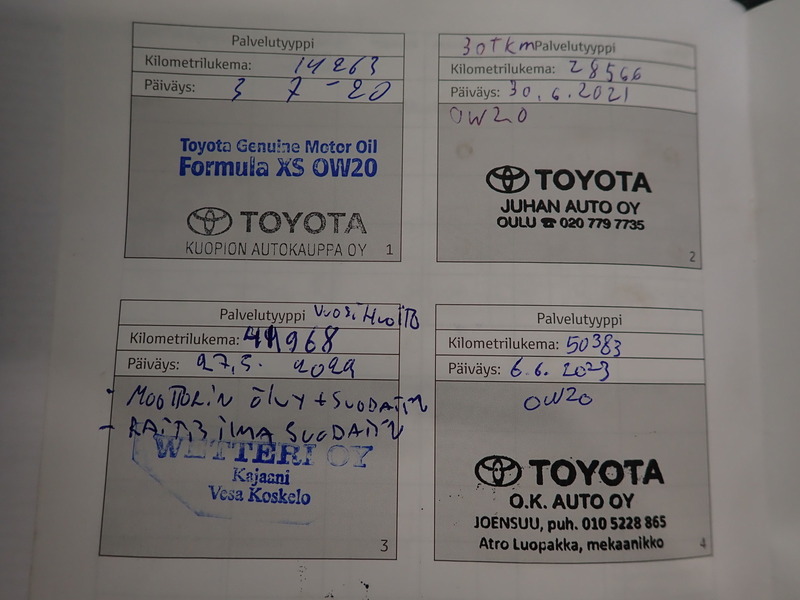 Palvelutyyppi
Kilometrilukema: 14263
Päiväys: 3 7-20
Toyota Genuine Motor Oil
Formula XS 0W20
TOYOTA
KUOPION AUTOKAUPPA OY 1
30Tkm Palvelutyyppi
Kilometrilukema: 28566
Päiväys: 30.6.2021
0W20
TOYOTA
JUHAN AUTO OY
OULU ☎ 020 779 7735
2
Palvelutyyppi VUOSIHUOLTO
Kilometrilukema: 41968
Päiväys: 27.5. 2022
- MOOTTORIN ÖLJY + SUODATIN
- RAITISILMA SUODATIN
WETTERI OY
Kajaani
Vesa Koskelo
3
Palvelutyyppi
Kilometrilukema: 50383
Päiväys: 6.6. 2023
0W20
TOYOTA
O.K. AUTO OY
JOENSUU, puh. 010 5228 865
Atro Luopakka, mekaanikko 4